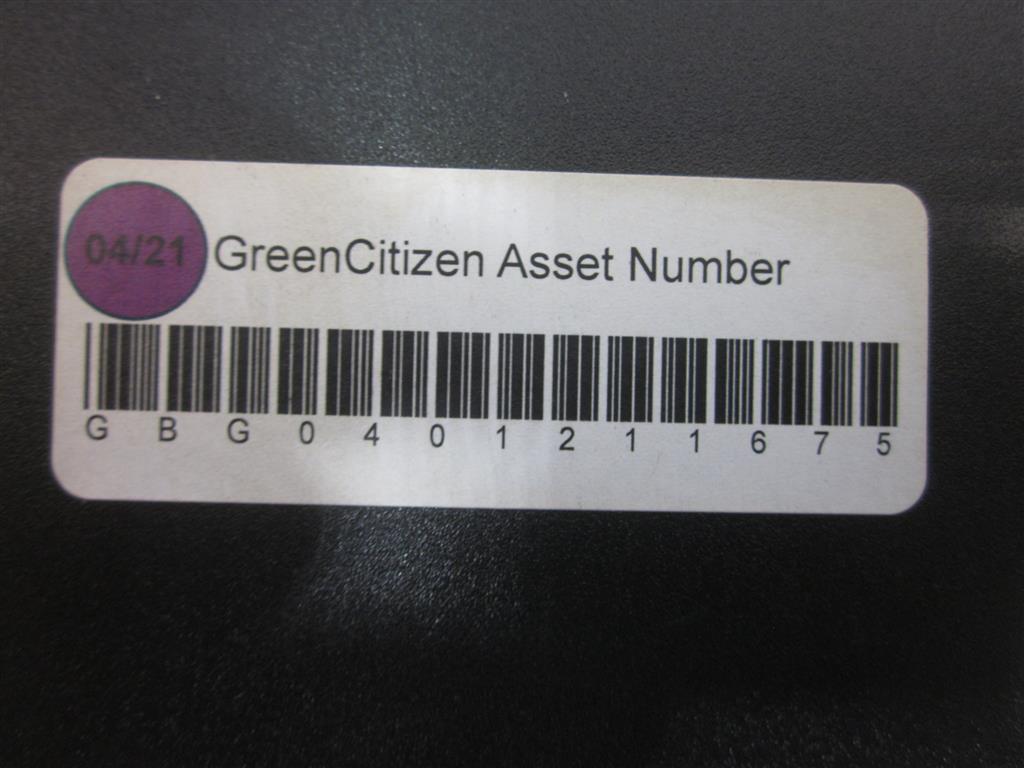 04/21 GreenCitizen Asset Number
G B G 0 4 0 1 2 1 1 6 7 5